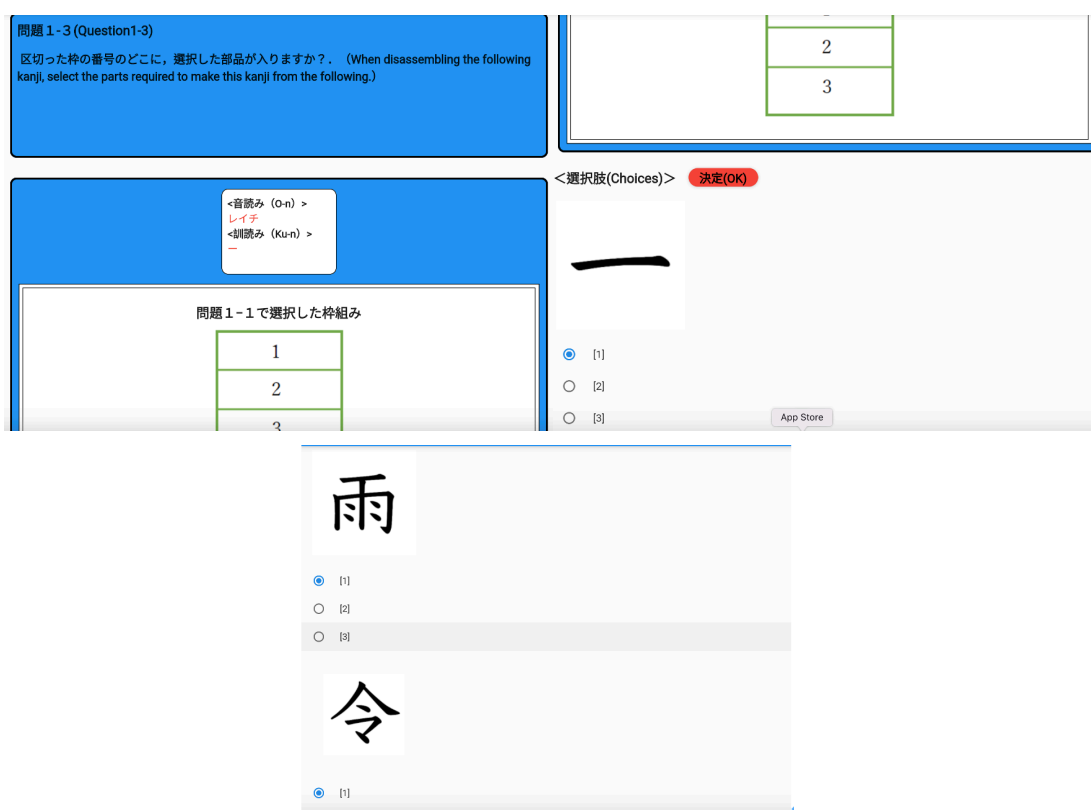 問題１-３(Question1-3)
区切った枠の番号のどこに，選択した部品が入りますか？．（When disassembling the following
kanji, select the parts required to make this kanji from the following.）
<音読み（O-n）>
レイチ
<訓読み（Ku-n）>
ー
問題１−１で選択した枠組み
1
2
3
2
3
＜選択肢(Choices)＞
決定(OK)
一
[1]
[2]
[3]
App Store
雨
[1]
[2]
[3]
令
[1]